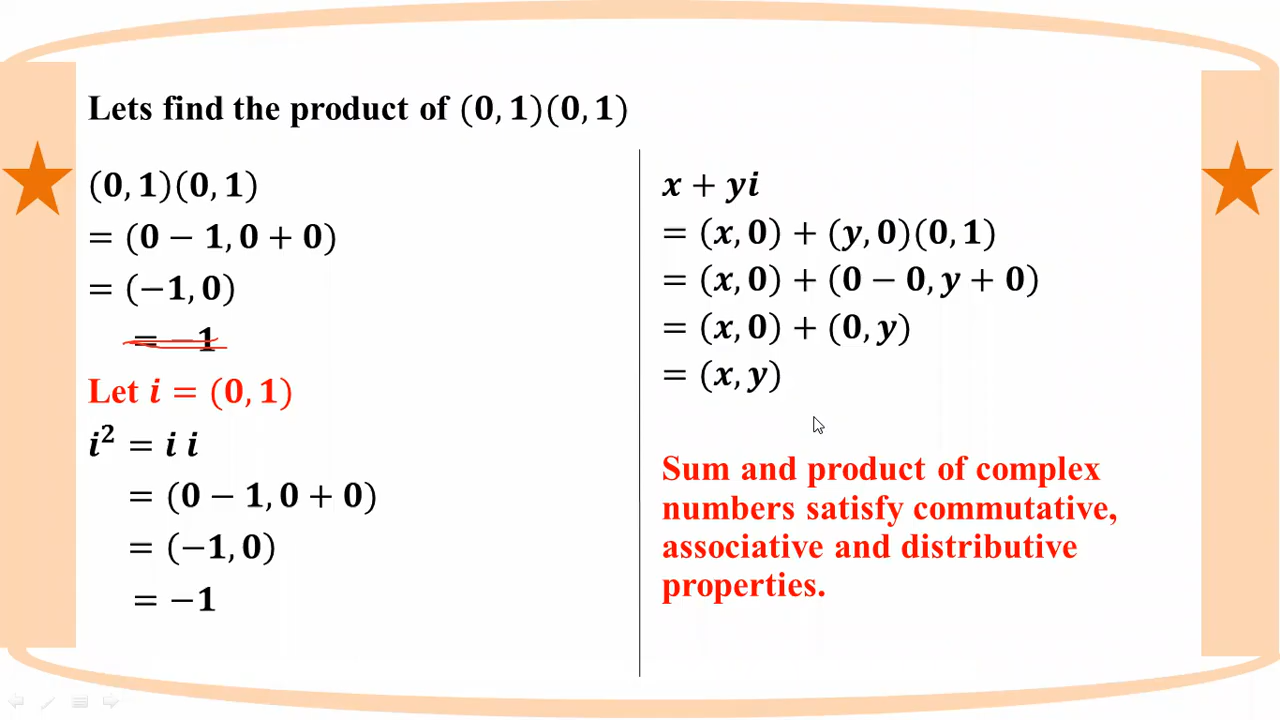 Lets find the product of (0, 1)(0, 1)
(0, 1)(0, 1)
= (0 − 1, 0 + 0)
= (−1, 0)
= −1
Let i = (0, 1)
i² = i i
= (0 − 1, 0 + 0)
= (−1, 0)
= −1
x + yi
= (x, 0) + (y, 0)(0, 1)
= (x, 0) + (0 − 0, y + 0)
= (x, 0) + (0, y)
= (x, y)
Sum and product of complex
numbers satisfy commutative,
associative and distributive
properties.